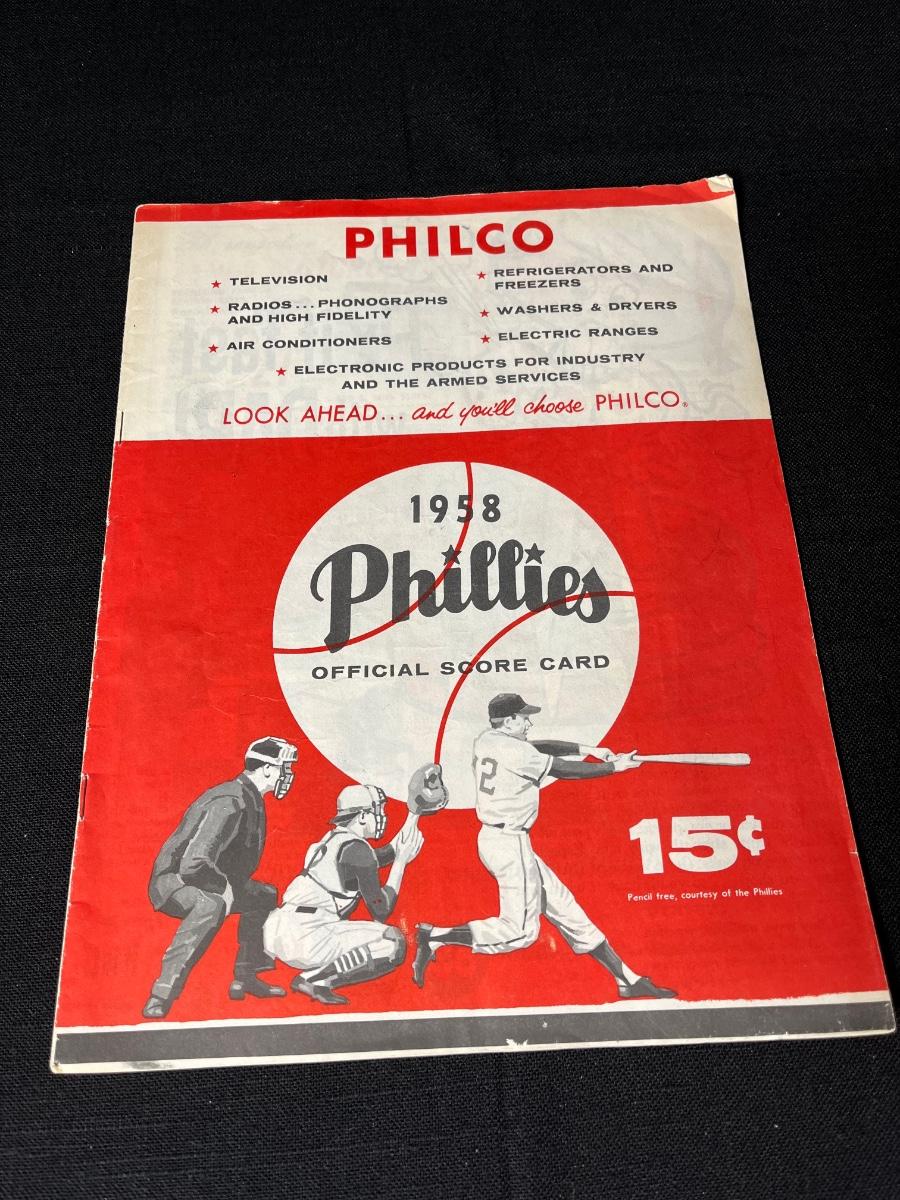 PHILCO
★ TELEVISION
★ RADIOS...PHONOGRAPHS
AND HIGH FIDELITY
★ AIR CONDITIONERS
★ REFRIGERATORS AND
FREEZERS
★ WASHERS & DRYERS
★ ELECTRIC RANGES
★ ELECTRONIC PRODUCTS FOR INDUSTRY
AND THE ARMED SERVICES
LOOK AHEAD... and you'll choose PHILCO®
1958
Phillies
OFFICIAL SCORE CARD
2
15¢
Pencil free, courtesy of the Phillies